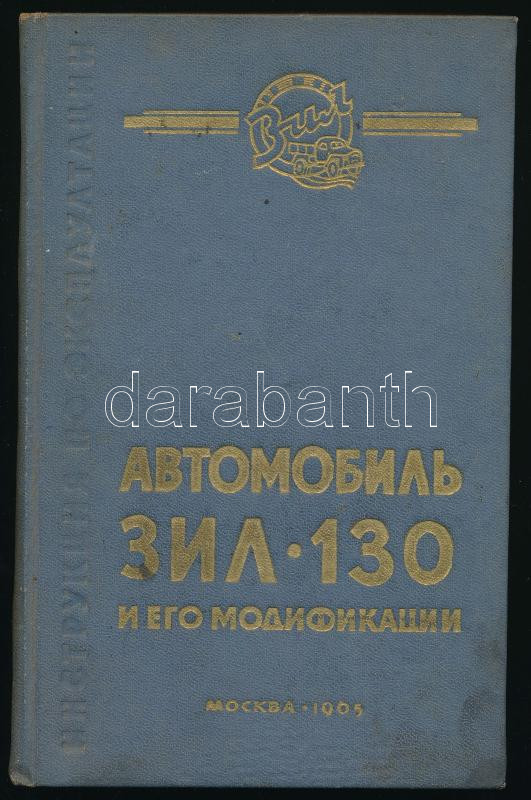 ЗИЛ
АВТОМОБИЛЬ
ЗИЛ·130
И ЕГО МОДИФИКАЦИИ
МОСКВА·1965
ИНСТРУКЦИЯ ПО ЭКСПЛУАТАЦИИ
darabanth